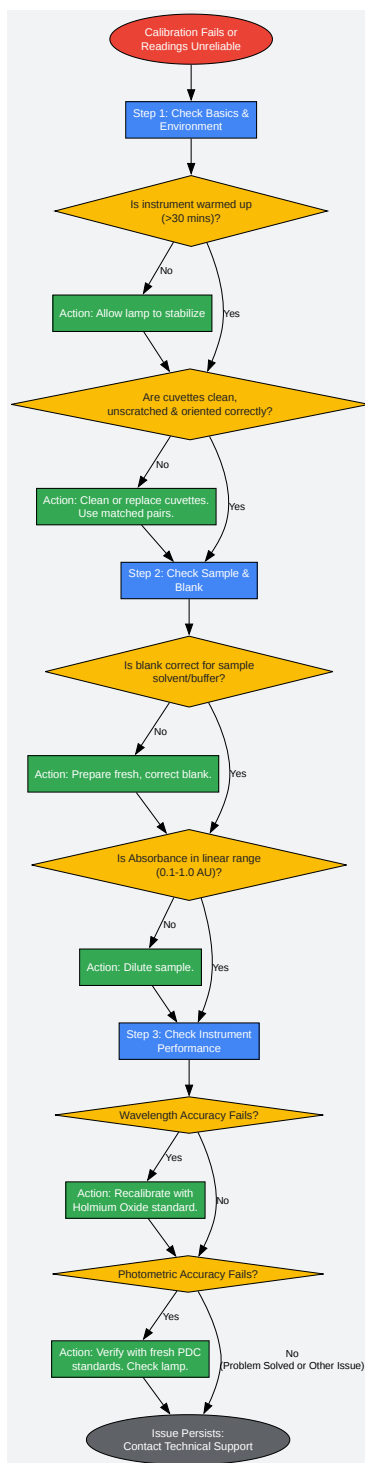 Calibration Fails or
Readings Unreliable
Step 1: Check Basics &
Environment
Is instrument warmed up
(>30 mins)?
No
Action: Allow lamp to stabilize
Yes
Are cuvettes clean,
unscratched & oriented correctly?
No
Action: Clean or replace cuvettes.
Use matched pairs.
Yes
Step 2: Check Sample &
Blank
Is blank correct for sample
solvent/buffer?
No
Action: Prepare fresh, correct blank.
Yes
Is Absorbance in linear range
(0.1-1.0 AU)?
No
Action: Dilute sample.
Yes
Step 3: Check Instrument
Performance
Wavelength Accuracy Fails?
Yes
Action: Recalibrate with
Holmium Oxide standard.
No
Photometric Accuracy Fails?
Yes
Action: Verify with fresh PDC
standards. Check lamp.
No
(Problem Solved or Other Issue)
Issue Persists:
Contact Technical Support